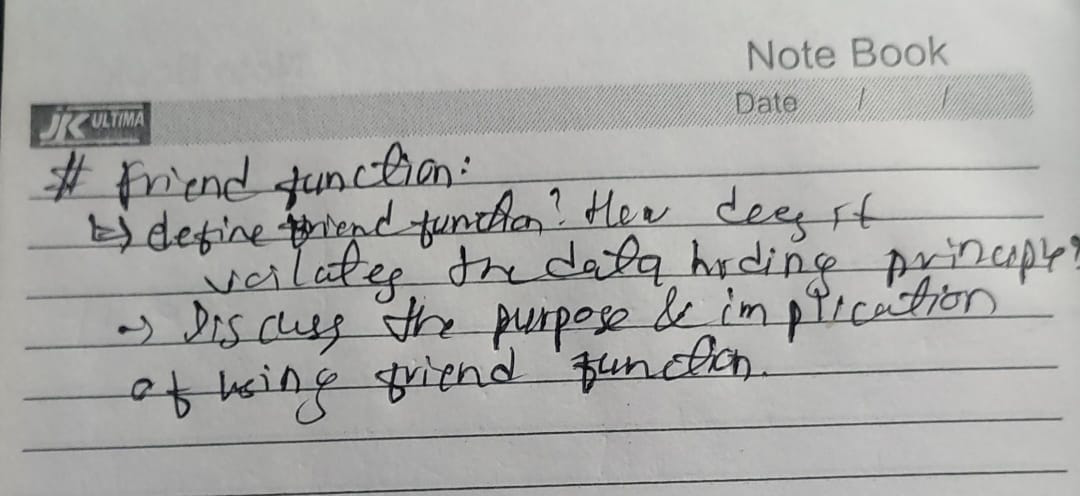 Note Book
Date / /
JK ULTIMA
# friend function:
b) define friend function? How does it
voilates the data hiding principle?
→ Discuss the purpose & implication
of using friend function.